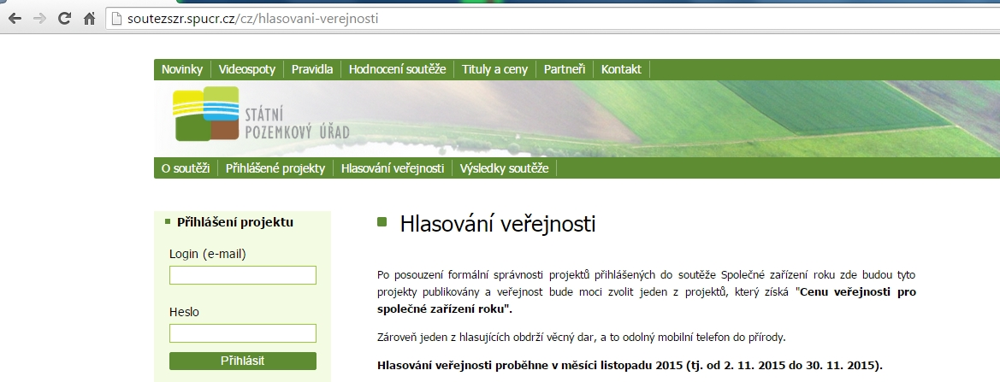 soutezszr.spucr.cz/cz/hlasovani-verejnosti
Novinky Videospoty Pravidla Hodnocení soutěže Tituly a ceny Partneři Kontakt
STÁTNÍ
POZEMKOVÝ ÚŘAD
O soutěži Přihlášené projekty Hlasování veřejnosti Výsledky soutěže
Přihlášení projektu
Login (e-mail)
Heslo
Přihlásit
Hlasování veřejnosti
Po posouzení formální správnosti projektů přihlášených do soutěže Společné zařízení roku zde budou tyto
projekty publikovány a veřejnost bude moci zvolit jeden z projektů, který získá "Cenu veřejnosti pro
společné zařízení roku".
Zároveň jeden z hlasujících obdrží věcný dar, a to odolný mobilní telefon do přírody.
Hlasování veřejnosti proběhne v měsíci listopadu 2015 (tj. od 2. 11. 2015 do 30. 11. 2015).